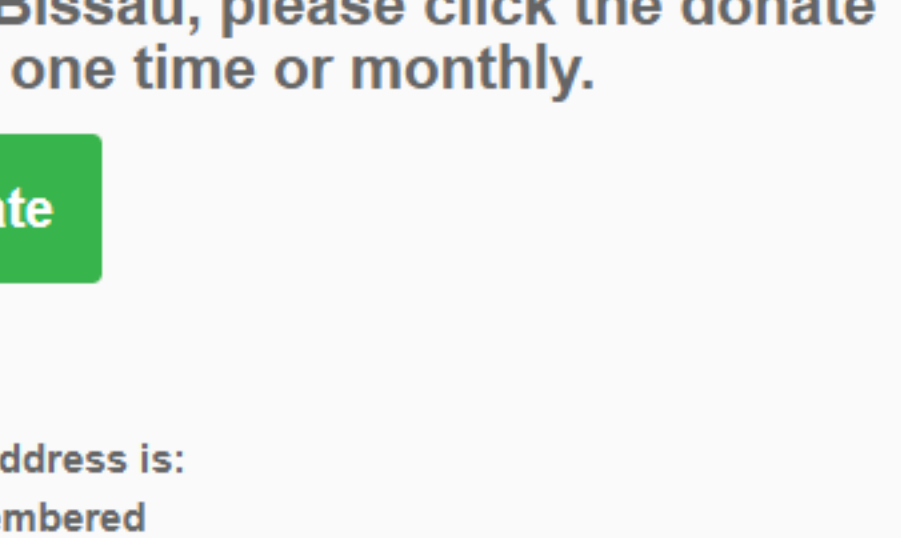 Bissau, please click the donate
one time or monthly.
ate
ddress is:
embered